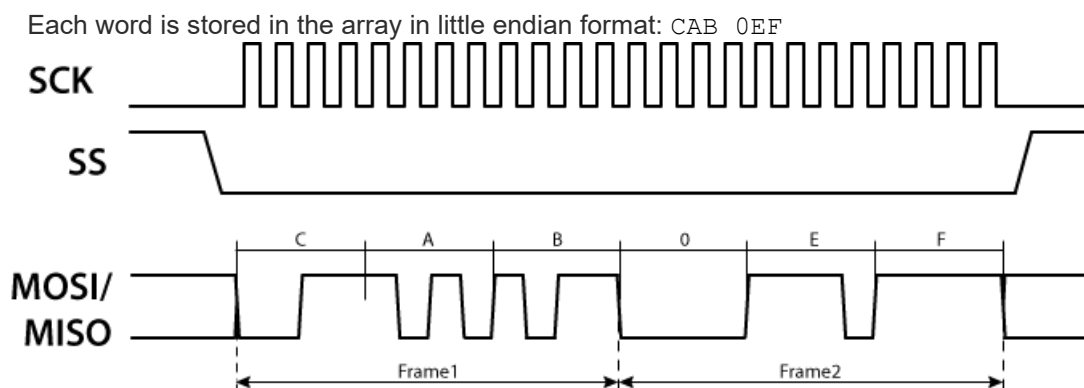 Each word is stored in the array in little endian format: CAB 0EF
SCK
SS
C A B 0 E F
MOSI/
MISO
Frame1 Frame2